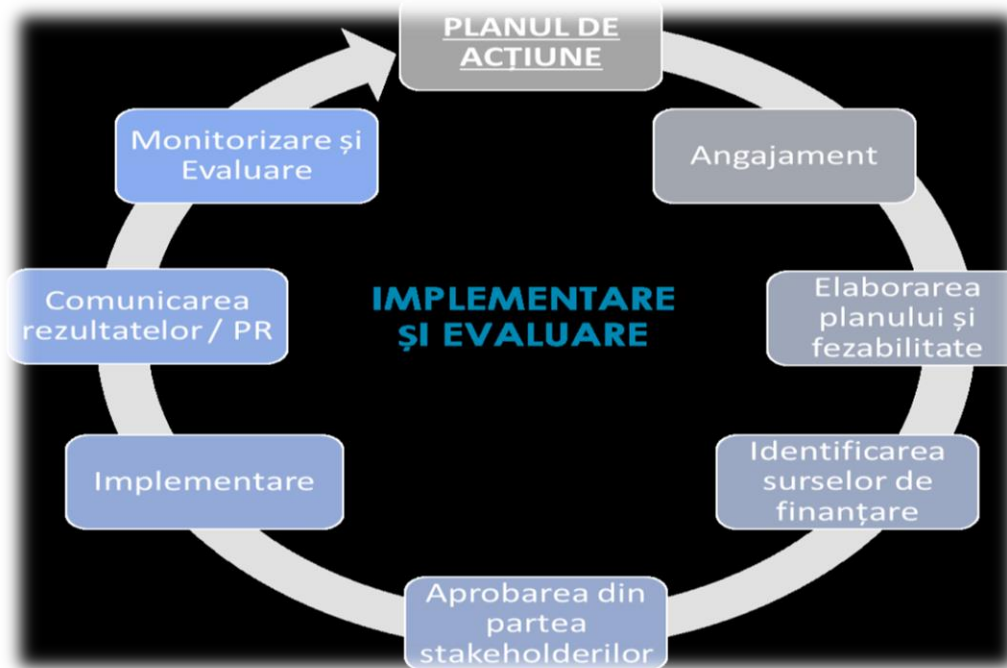 PLANUL DE
ACȚIUNE
Angajament
Elaborarea
planului și
fezabilitate
Identificarea
surselor de
finanțare
Aprobarea din
partea
stakeholderilor
Implementare
Comunicarea
rezultatelor / PR
Monitorizare și
Evaluare
IMPLEMENTARE
șI EVALUARE